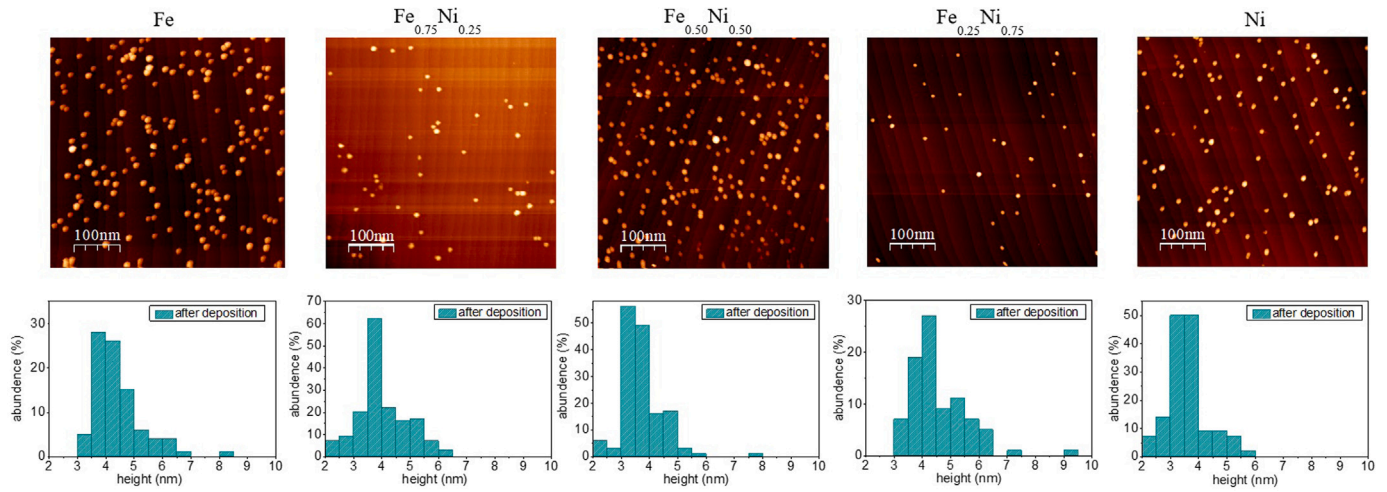 Fe
Fe0.75Ni0.25
Fe0.50Ni0.50
Fe0.25Ni0.75
Ni
100nm
100nm
100nm
100nm
100nm
after deposition
abundence (%)
30
20
10
0
2 3 4 5 6 7 8 9 10
height (nm)
after deposition
abundence (%)
70
60
50
40
30
20
10
0
2 3 4 5 6 7 8 9 10
height (nm)
after deposition
abundence (%)
50
40
30
20
10
0
2 3 4 5 6 7 8 9 10
height (nm)
after deposition
abundence (%)
30
20
10
0
2 3 4 5 6 7 8 9 10
height (nm)
after deposition
abundence (%)
50
40
30
20
10
0
2 3 4 5 6 7 8 9 10
height (nm)